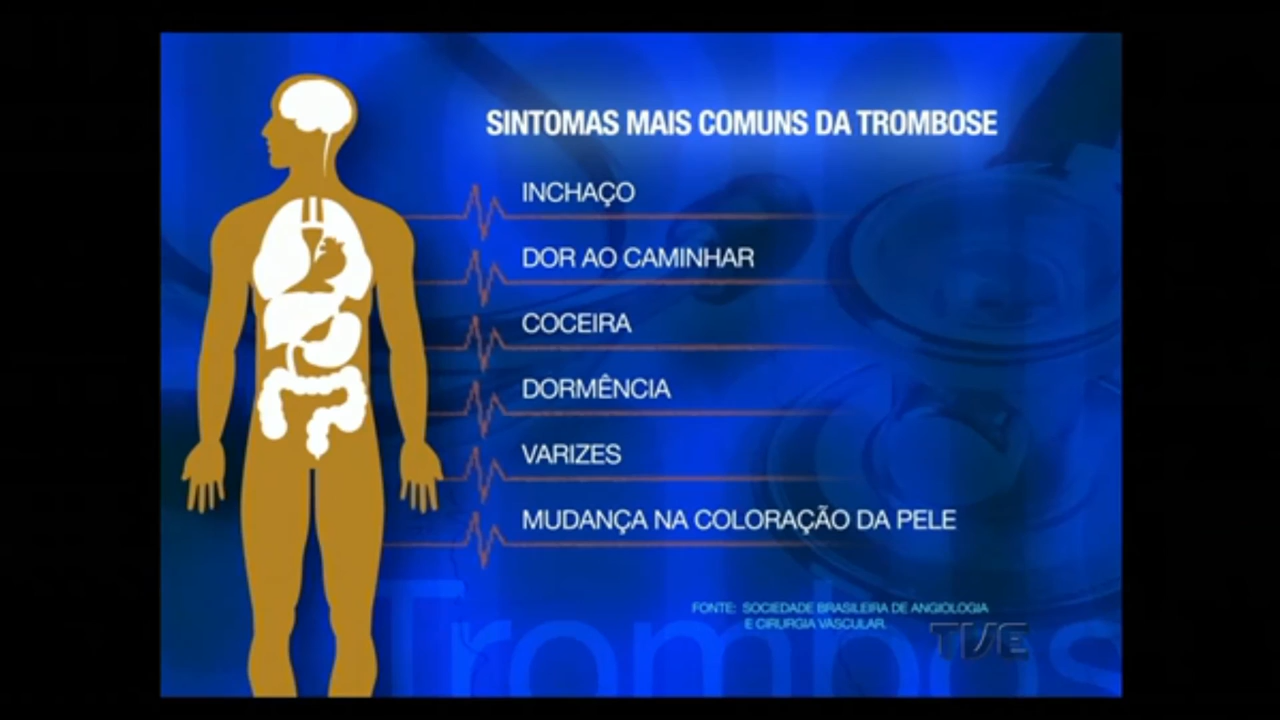 SINTOMAS MAIS COMUNS DA TROMBOSE
INCHAÇO
DOR AO CAMINHAR
COCEIRA
DORMÊNCIA
VARIZES
MUDANÇA NA COLORAÇÃO DA PELE
FONTE: SOCIEDADE BRASILEIRA DE ANGIOLOGIA
E CIRURGIA VASCULAR.
TVE
Trombos